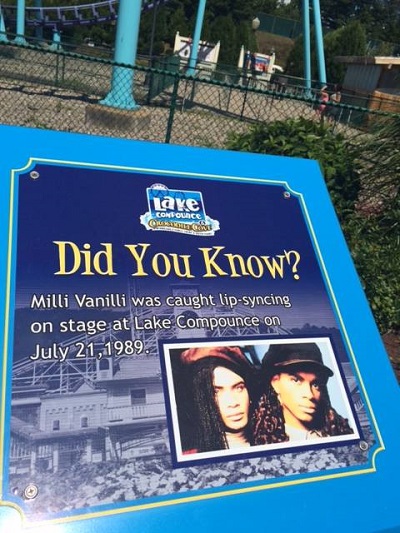 Lake
COMPOUNCE
CROCODILE COVE
Did You Know?
Milli Vanilli was caught lip-syncing
on stage at Lake Compounce on
July 21,1989.